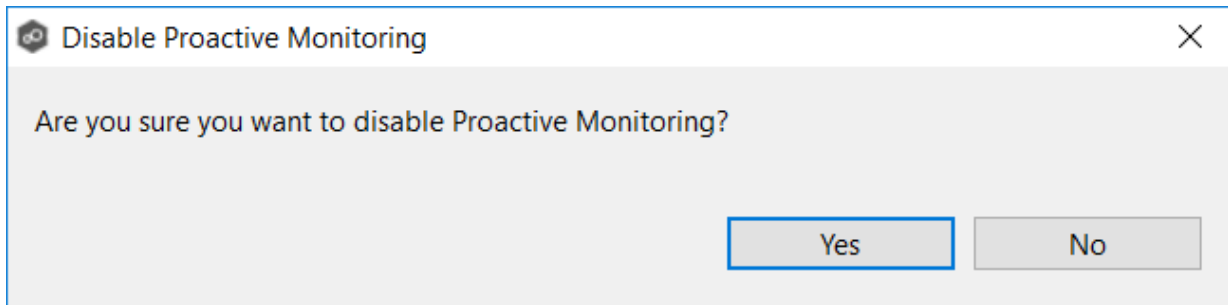 Disable Proactive Monitoring
Are you sure you want to disable Proactive Monitoring?
Yes No